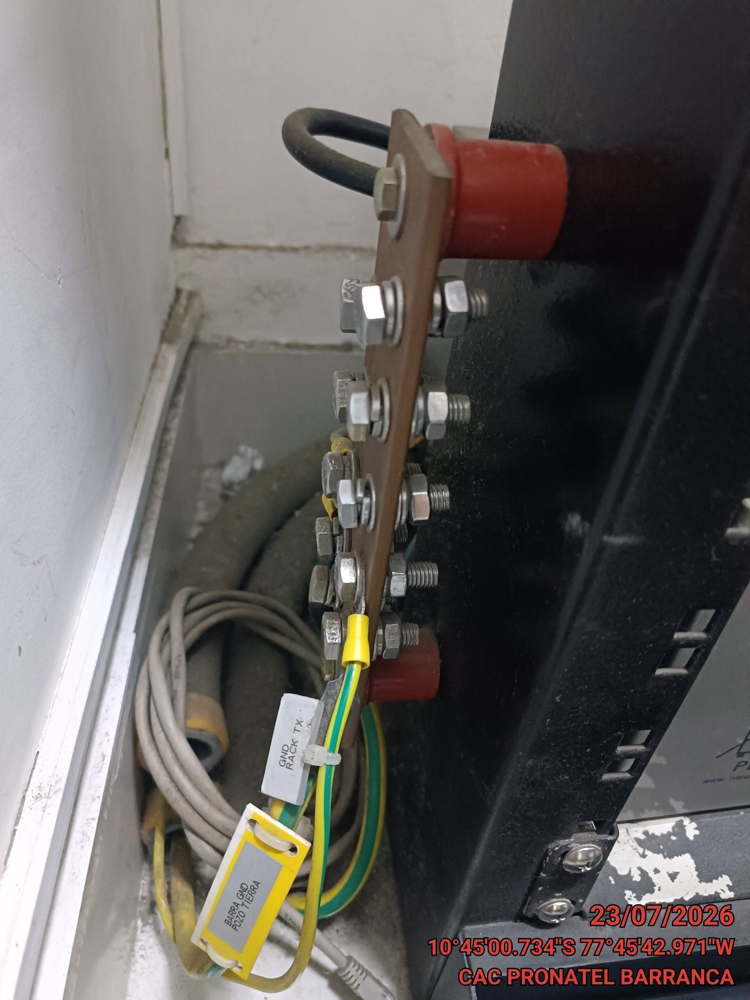 GND
RACK TX
BARRA GND
POZO TIERRA
23/07/2026
10°45'00.734"S 77°45'42.971"W
CAC PRONATEL BARRANCA